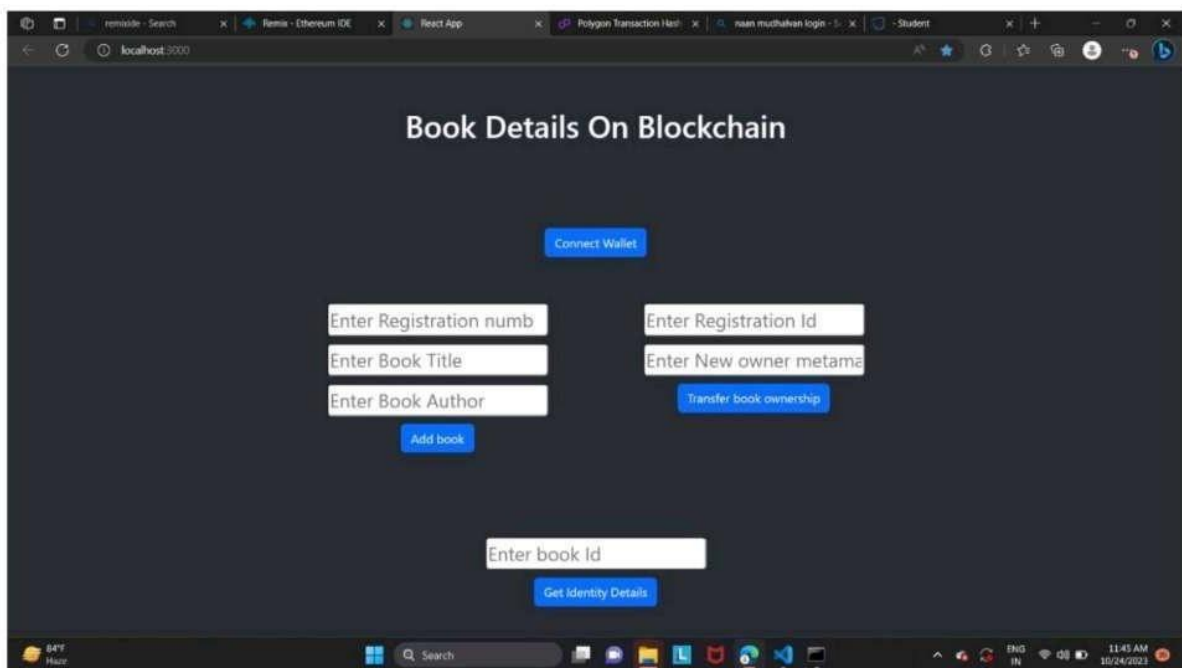 remixide - Search
Remix - Ethereum IDE
React App
Polygon Transaction Hash
naan mudhalvan login - S
- Student
localhost:3000
Book Details On Blockchain
Connect Wallet
Enter Registration numb
Enter Registration Id
Enter Book Title
Enter New owner metama
Enter Book Author
Transfer book ownership
Add book
Enter book Id
Get Identity Details
84°F
Haze
Search
ENG
IN
11:45 AM
10/24/2023